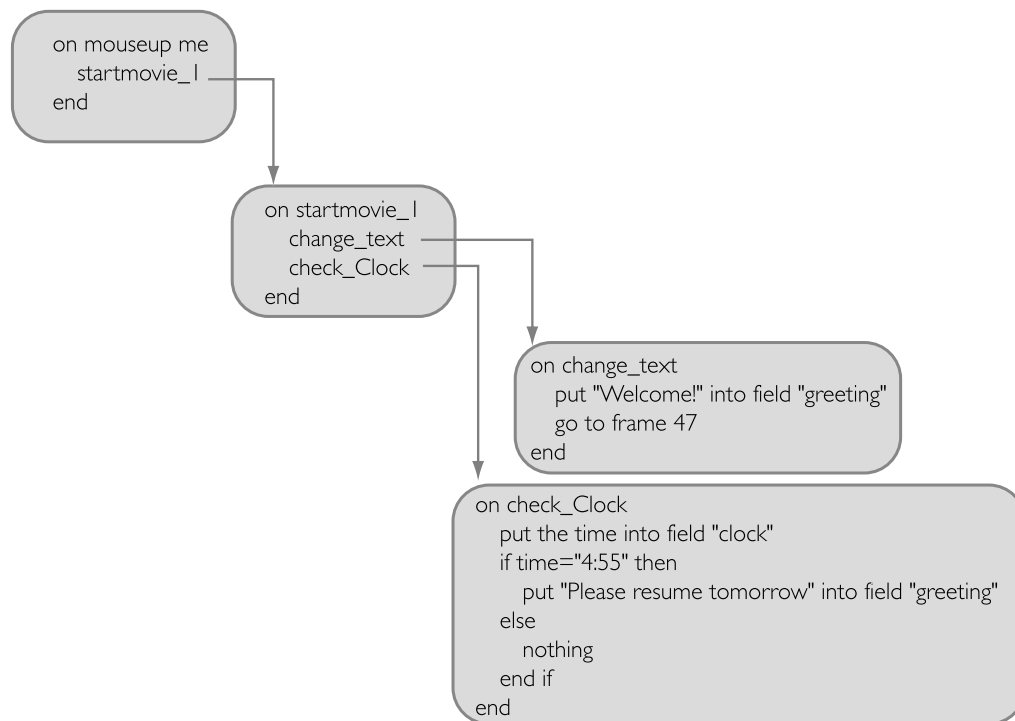 on mouseup me
startmovie_1
end
on startmovie_1
change_text
check_Clock
end
on change_text
put "Welcome!" into field "greeting"
go to frame 47
end
on check_Clock
put the time into field "clock"
if time="4:55" then
put "Please resume tomorrow" into field "greeting"
else
nothing
end if
end